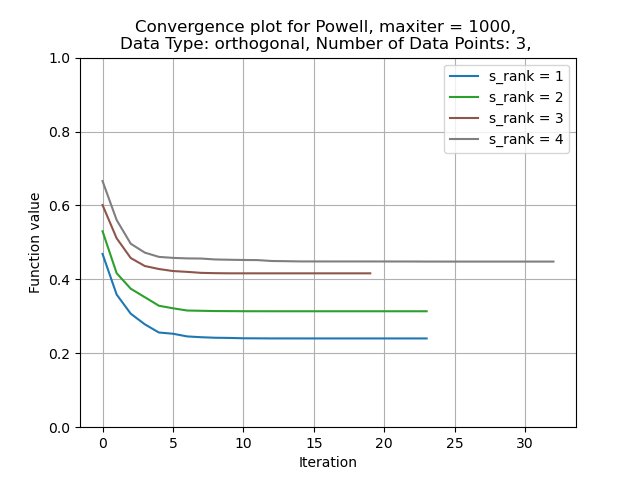 Convergence plot for Powell, maxiter = 1000,
Data Type: orthogonal, Number of Data Points: 3,
s_rank = 1
s_rank = 2
s_rank = 3
s_rank = 4
1.0
0.8
0.6
0.4
0.2
0.0
Function value
0 5 10 15 20 25 30
Iteration